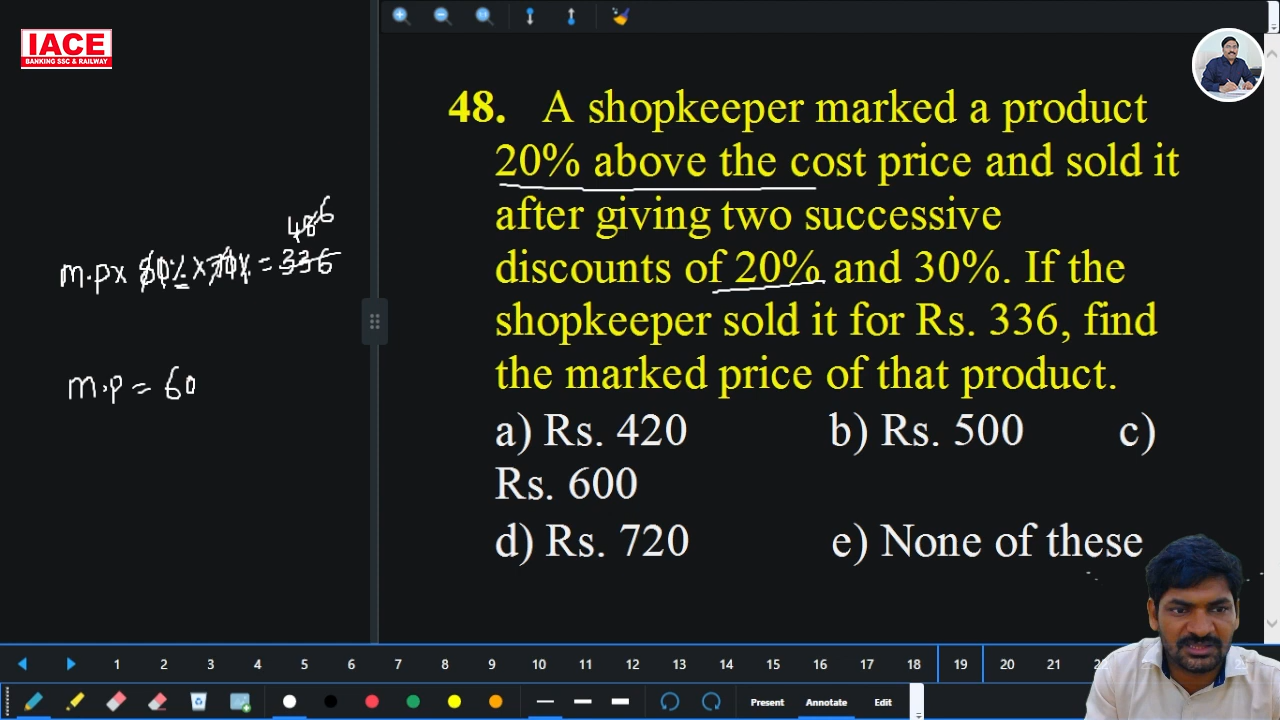 IACE
BANKING SSC & RAILWAY
48. A shopkeeper marked a product
20% above the cost price and sold it
after giving two successive
discounts of 20% and 30%. If the
shopkeeper sold it for Rs. 336, find
the marked price of that product.
a) Rs. 420 b) Rs. 500 c)
Rs. 600
d) Rs. 720 e) None of these
48 6
m.p x 80% x 70% = 336
m.p = 60
1 2 3 4 5 6 7 8 9 10 11 12 13 14 15 16 17 18 19 20 21
Present Annotate Edit